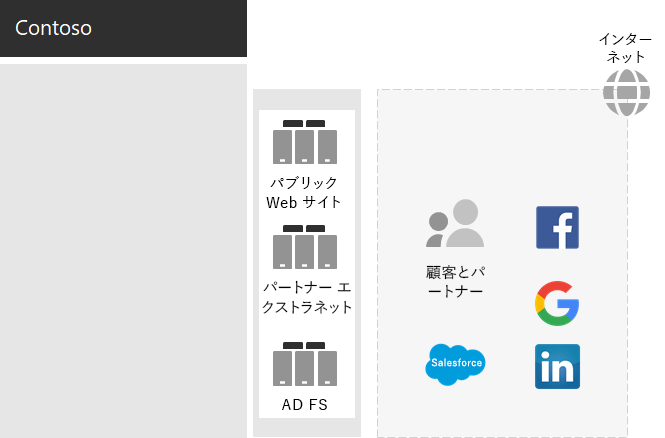 Contoso
インター
ネット
パブリック
Web サイト
パートナー エ
クストラネット
AD FS
顧客とパ
ートナー
Salesforce
f
G
in